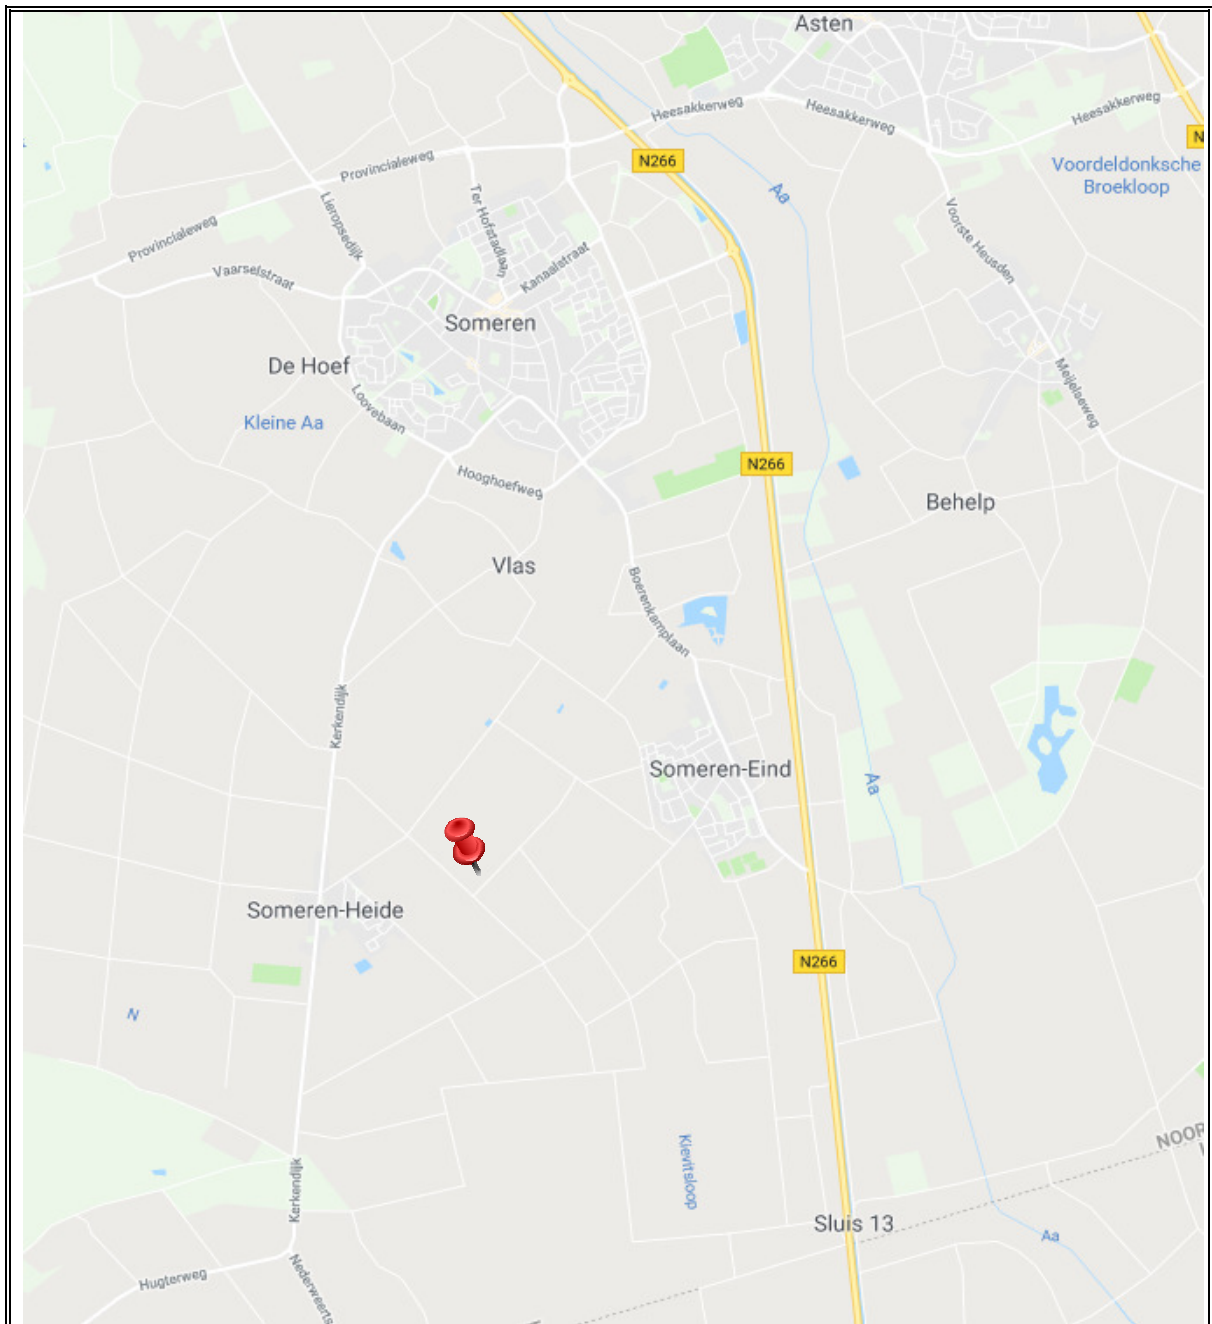 Asten
Heesakkerweg
Heesakkerweg
Heesakkerweg
N
N266
Provincialeweg
Voordeldonksche
Broekloop
Aa
Lieropsedijk
Ter Hofstadlaan
Provincialeweg
Voorste Heusden
Vaarselstraat
Kanaalstraat
Someren
De Hoef
Meijelseweg
Loovebaan
Kleine Aa
N266
Hooghoefweg
Behelp
Vlas
Boerenkamplaan
Kerkendijk
Someren-Eind
Aa
Someren-Heide
N266
N
NOOR
Kievitsloop
Kerkendijk
Sluis 13
Aa
Hugterweg
Nederweerts